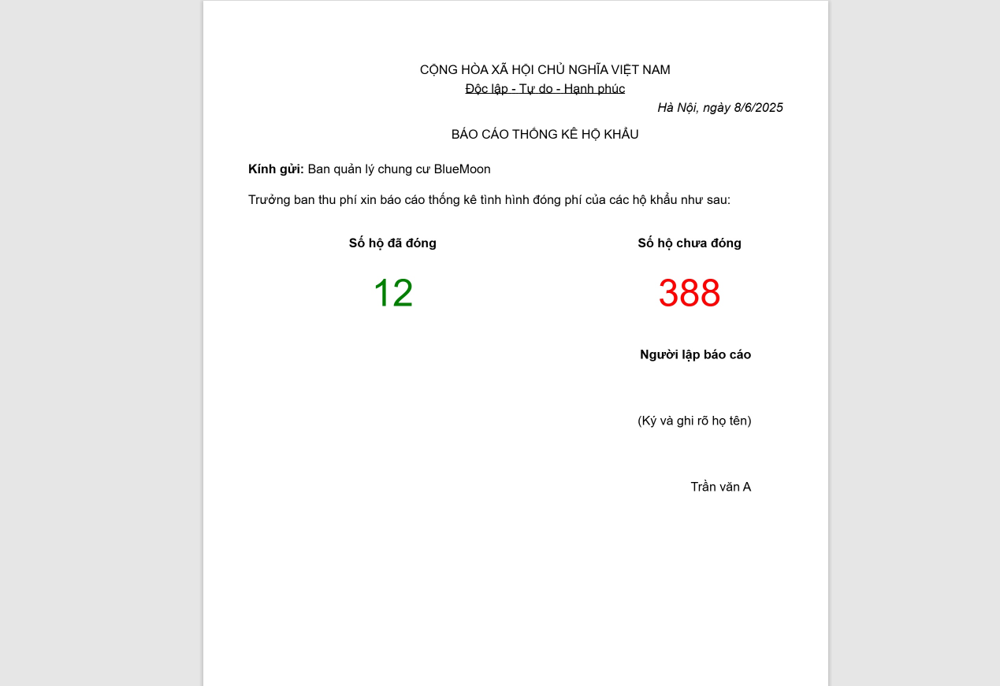 CỘNG HÒA XÃ HỘI CHỦ NGHĨA VIỆT NAM
Độc lập - Tự do - Hạnh phúc
Hà Nội, ngày 8/6/2025
BÁO CÁO THỐNG KÊ HỘ KHẨU
Kính gửi: Ban quản lý chung cư BlueMoon
Trưởng ban thu phí xin báo cáo thống kê tình hình đóng phí của các hộ khẩu như sau:
Số hộ đã đóng
12
Số hộ chưa đóng
388
Người lập báo cáo
(Ký và ghi rõ họ tên)
Trần văn A